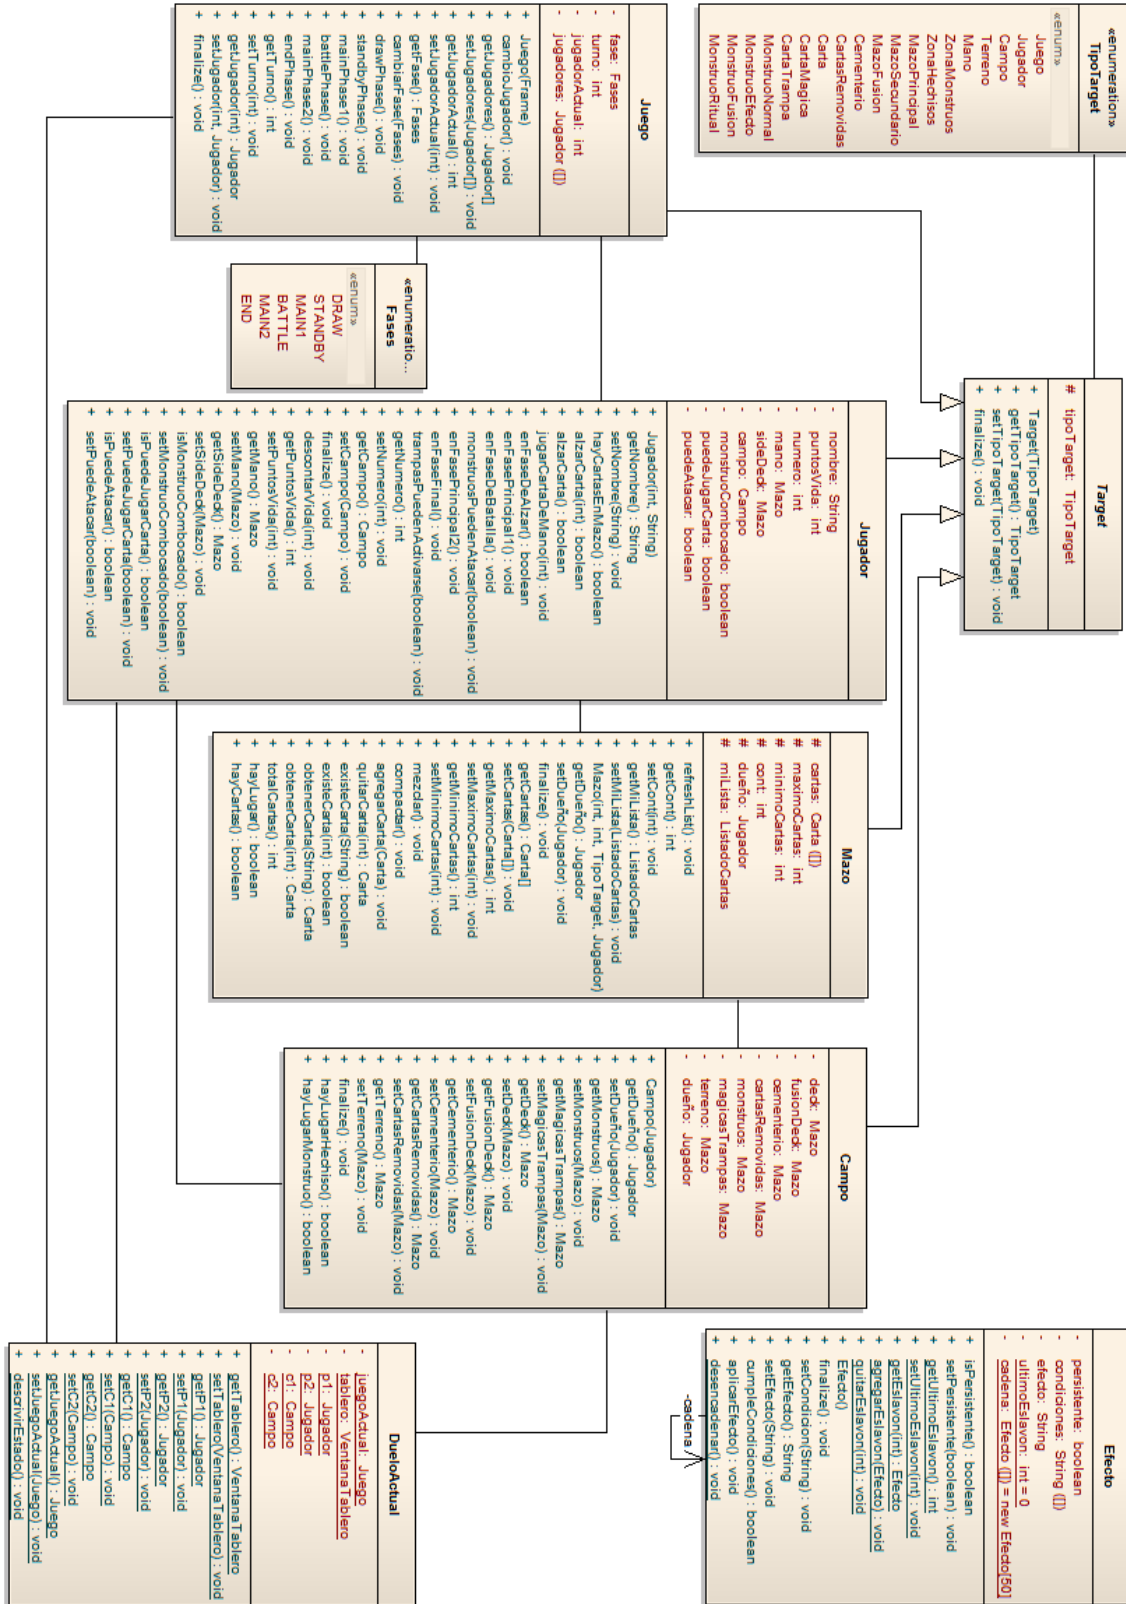 «enumeration»
TipoTarget
«enum»
Juego
Jugador
Campo
Terreno
Mano
ZonaMonstruos
ZonaHechisos
MazoPrincipal
MazoSecundario
MazoFusion
Cementerio
CartasRemovidas
Carta
CartaMagica
CartaTrampa
MonstruoNormal
MonstruoEfecto
MonstruoFusion
MonstruoRitual
Target
# tipoTarget: TipoTarget
+ Target(TipoTarget)
+ getTipoTarget() : TipoTarget
+ setTipoTarget(TipoTarget) : void
+ finalize() : void
Efecto
- persistente: boolean
- condiciones: String ([])
- efecto: String
- ultimoEslavon: int = 0
- cadena: Efecto ([]) = new Efecto[50]
+ isPersistente() : boolean
+ setPersistente(boolean) : void
+ getUltimoEslavon() : int
+ setUltimoEslavon(int) : void
+ getEslavon(int) : Efecto
+ agregarEslavon(Efecto) : void
+ quitarEslavon(int) : void
+ Efecto()
+ finalize() : void
+ setCondicion(String) : void
+ getEfecto() : String
+ setEfecto(String) : void
+ cumpleCondiciones() : boolean
+ aplicarEfecto() : void
+ desencadenar() : void
-cadena
Juego
- fase: Fases
- turno: int
- jugadorActual: int
- jugadores: Jugador ([])
+ Juego(Frame)
+ cambioJugador() : void
+ getJugadores() : Jugador[]
+ setJugadores(Jugador[]) : void
+ getJugadorActual() : int
+ setJugadorActual(int) : void
+ getFase() : Fases
+ cambiarFase(Fases) : void
+ drawPhase() : void
+ standbyPhase() : void
+ mainPhase1() : void
+ battlePhase() : void
+ mainPhase2() : void
+ endPhase() : void
+ getTurno() : int
+ setTurno(int) : void
+ getJugador(int) : Jugador
+ setJugador(int, Jugador) : void
+ finalize() : void
«enumeratio...
Fases
«enum»
DRAW
STANDBY
MAIN1
BATTLE
MAIN2
END
Jugador
- nombre: String
- puntosVida: int
- numero: int
- mano: Mazo
- sideDeck: Mazo
- campo: Campo
- monstruoCombocado: boolean
- puedeJugarCarta: boolean
- puedeAtacar: boolean
+ Jugador(int, String)
+ getNombre() : String
+ setNombre(String) : void
+ hayCartasEnMazo() : boolean
+ alzarCarta(int) : boolean
+ alzarCarta() : boolean
+ jugarCartaDeMano(int) : void
+ enFaseDeAlzar() : boolean
+ enFasePrincipal1() : void
+ enFaseDeBatalla() : void
+ monstruosPuedenAtacar(boolean) : void
+ enFasePrincipal2() : void
+ enFaseFinal() : void
+ trampasPuedenActivarse(boolean) : void
+ getNumero() : int
+ setNumero(int) : void
+ getCampo() : Campo
+ setCampo(Campo) : void
+ finalize() : void
+ descontarVida(int) : void
+ getPuntosVida() : int
+ setPuntosVida(int) : void
+ getMano() : Mazo
+ setMano(Mazo) : void
+ getSideDeck() : Mazo
+ setSideDeck(Mazo) : void
+ isMonstruoCombocado() : boolean
+ setMonstruoCombocado(boolean) : void
+ isPuedeJugarCarta() : boolean
+ setPuedeJugarCarta(boolean) : void
+ isPuedeAtacar() : boolean
+ setPuedeAtacar(boolean) : void
Mazo
# cartas: Carta ([])
# maximoCartas: int
# minimoCartas: int
# cont: int
# dueño: Jugador
# miLista: ListadoCartas
+ refreshList() : void
+ getCont() : int
+ setCont(int) : void
+ getMiLista() : ListadoCartas
+ setMiLista(ListadoCartas) : void
+ Mazo(int, int, TipoTarget, Jugador)
+ getDueño() : Jugador
+ setDueño(Jugador) : void
+ finalize() : void
+ getCartas() : Carta[]
+ setCartas(Carta[]) : void
+ getMaximoCartas() : int
+ setMaximoCartas(int) : void
+ getMinimoCartas() : int
+ setMinimoCartas(int) : void
+ mezclar() : void
+ compactar() : void
+ agregarCarta(Carta) : void
+ quitarCarta(int) : Carta
+ existeCarta(String) : boolean
+ existeCarta(int) : boolean
+ obtenerCarta(String) : Carta
+ obtenerCarta(int) : Carta
+ totalCartas() : int
+ hayLugar() : boolean
+ hayCartas() : boolean
Campo
- deck: Mazo
- fusionDeck: Mazo
- cementerio: Mazo
- cartasRemovidas: Mazo
- monstruos: Mazo
- magicasTrampas: Mazo
- terreno: Mazo
- dueño: Jugador
+ Campo(Jugador)
+ getDueño() : Jugador
+ setDueño(Jugador) : void
+ getMonstruos() : Mazo
+ setMonstruos(Mazo) : void
+ getMagicasTrampas() : Mazo
+ setMagicasTrampas(Mazo) : void
+ getDeck() : Mazo
+ setDeck(Mazo) : void
+ getFusionDeck() : Mazo
+ setFusionDeck(Mazo) : void
+ getCementerio() : Mazo
+ setCementerio(Mazo) : void
+ getCartasRemovidas() : Mazo
+ setCartasRemovidas(Mazo) : void
+ getTerreno() : Mazo
+ setTerreno(Mazo) : void
+ finalize() : void
+ hayLugarHechiso() : boolean
+ hayLugarMonstruo() : boolean
DueloActual
- juegoActual: Juego
- tablero: VentanaTablero
- p1: Jugador
- p2: Jugador
- c1: Campo
- c2: Campo
+ getTablero() : VentanaTablero
+ setTablero(VentanaTablero) : void
+ getP1() : Jugador
+ setP1(Jugador) : void
+ getP2() : Jugador
+ setP2(Jugador) : void
+ getC1() : Campo
+ setC1(Campo) : void
+ getC2() : Campo
+ setC2(Campo) : void
+ getJuegoActual() : Juego
+ setJuegoActual(Juego) : void
+ descrivirEstado() : void